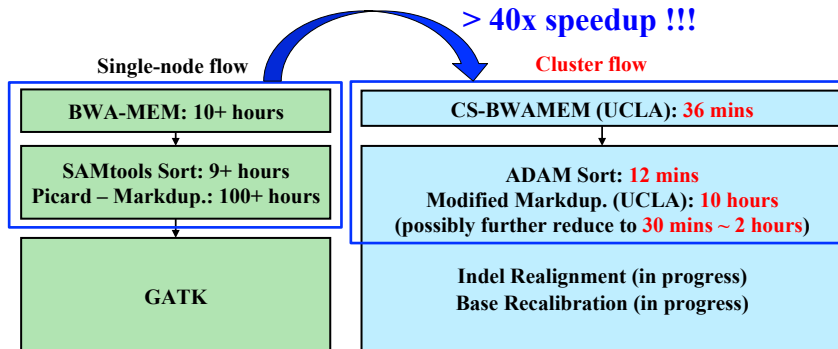 > 40x speedup !!!
Single-node flow
Cluster flow
BWA-MEM: 10+ hours
SAMtools Sort: 9+ hours
Picard – Markdup.: 100+ hours
GATK
CS-BWAMEM (UCLA): 36 mins
ADAM Sort: 12 mins
Modified Markdup. (UCLA): 10 hours
(possibly further reduce to 30 mins ~ 2 hours)
Indel Realignment (in progress)
Base Recalibration (in progress)